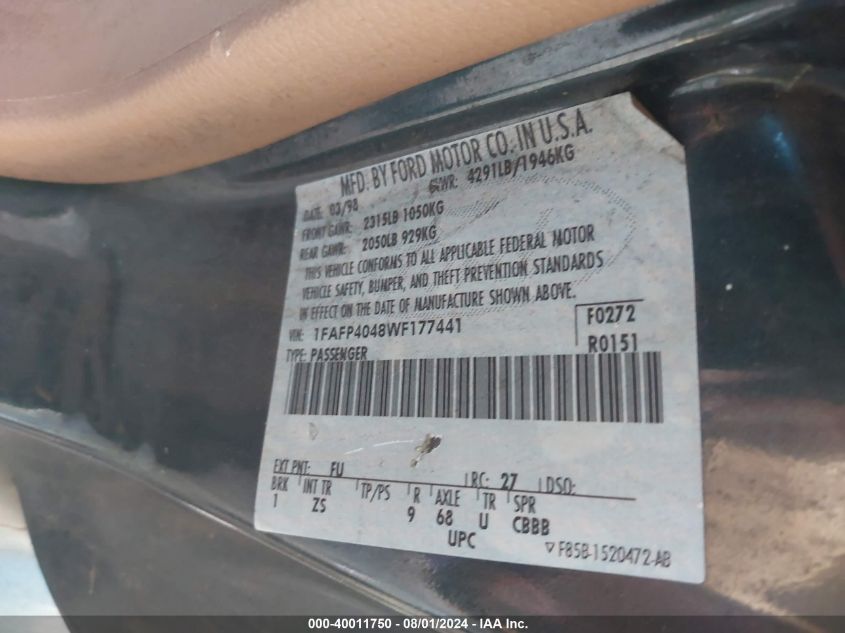 MFD. BY FORD MOTOR CO. IN U.S.A.
DATE: 03/98 GVWR: 4291LB/1946KG
FRONT GAWR: 2315LB 1050KG
REAR GAWR: 2050LB 929KG
THIS VEHICLE CONFORMS TO ALL APPLICABLE FEDERAL MOTOR
VEHICLE SAFETY, BUMPER, AND THEFT PREVENTION STANDARDS
IN EFFECT ON THE DATE OF MANUFACTURE SHOWN ABOVE.
VIN: 1FAFP4048WF177441 F0272
TYPE: PASSENGER R0151
EXT PNT: FU RC: 27 DSO:
BRK INT TR TP/PS R AXLE TR SPR
1 ZS 9 68 U CBBB
UPC
F85B-1520472-AB
000-40011750 - 08/01/2024 - IAAI.com